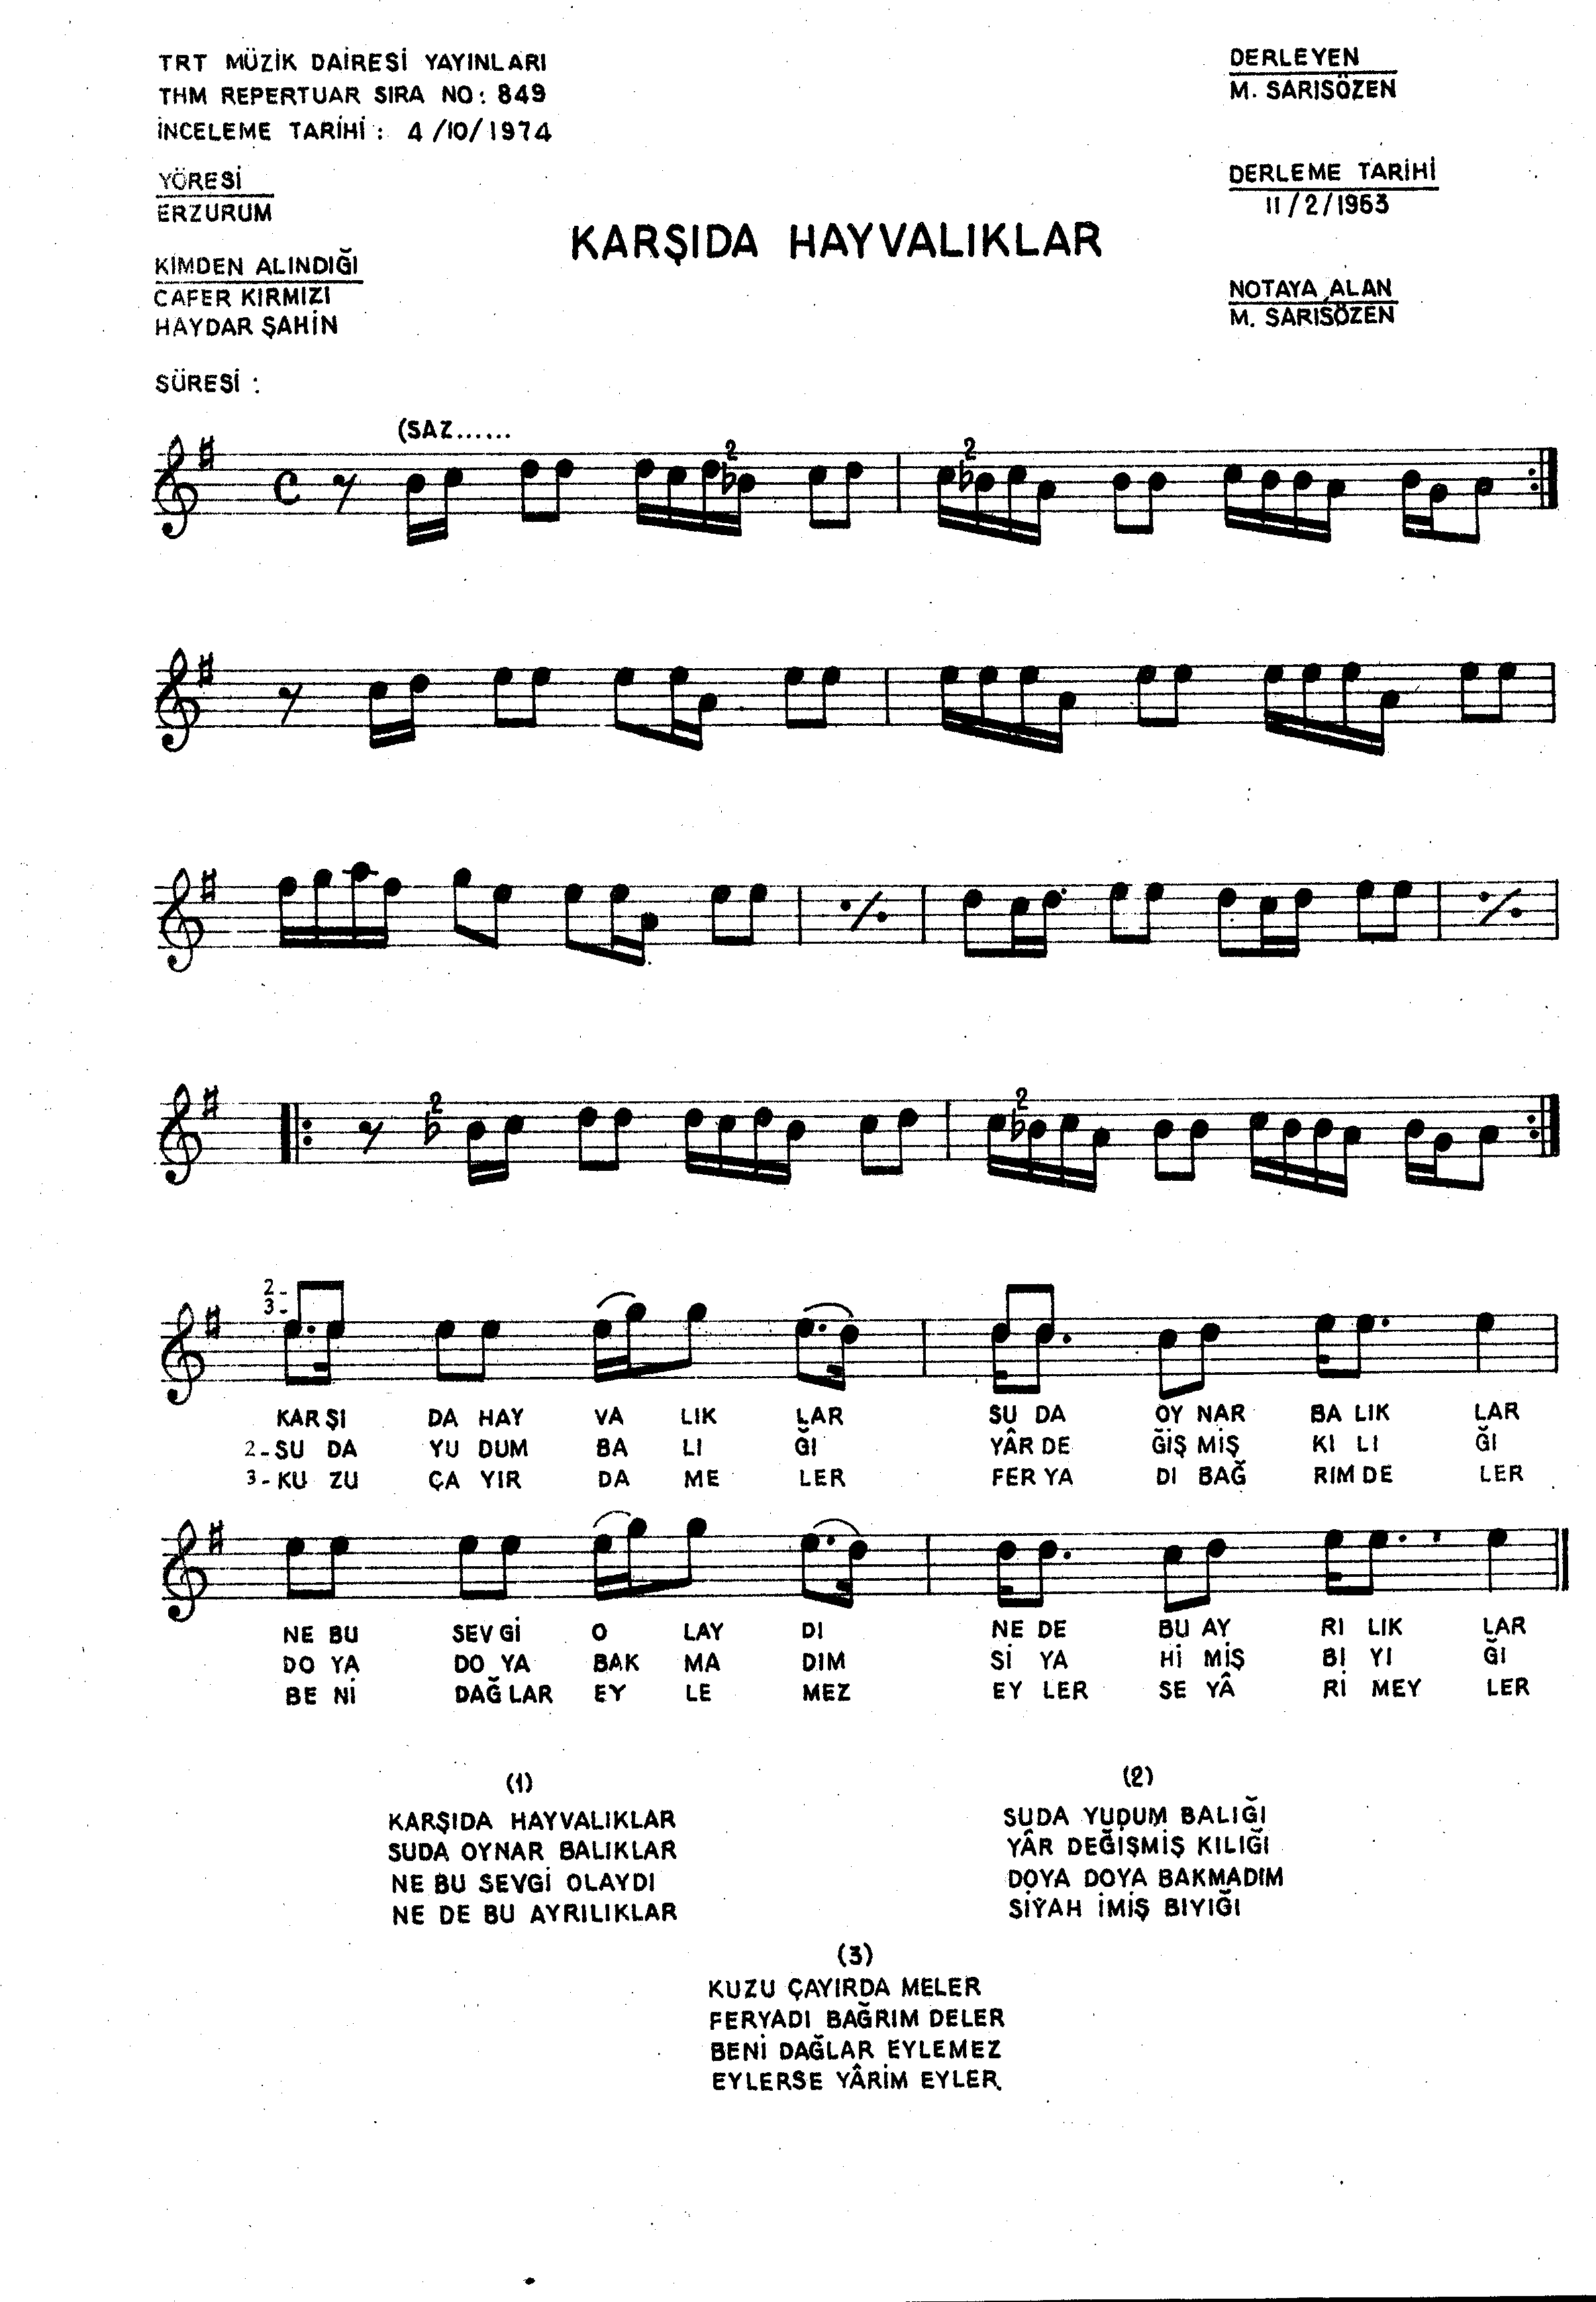 TRT MÜZİK DAİRESİ YAYINLARI
THM REPERTUAR SIRA NO: 849
İNCELEME TARİHİ : 4/10/1974
DERLEYEN
M. SARISÖZEN
YÖRESİ
ERZURUM
DERLEME TARİHİ
11/2/1953
KARŞIDA HAYVALIKLAR
KİMDEN ALINDIĞI
CAFER KIRMIZI
HAYDAR ŞAHİN
NOTAYA ALAN
M. SARISÖZEN
SÜRESİ :
(SAZ......
2 2
2 2
2-
3-
KAR ŞI DA HAY VA LIK LAR SU DA OY NAR BA LIK LAR
2-SU DA YU DUM BA LI ĞI YÂR DE ĞİŞ MİŞ KI LI ĞI
3-KU ZU ÇA YIR DA ME LER FER YA DI BAĞ RIM DE LER
NE BU SEV Gİ O LAY DI NE DE BU AY RI LIK LAR
DO YA DO YA BAK MA DIM Sİ YA Hİ MİŞ BI YI ĞI
BE Nİ DAĞ LAR EY LE MEZ EY LER SE YÂ Rİ MEY LER
(1)
KARŞIDA HAYVALIKLAR
SUDA OYNAR BALIKLAR
NE BU SEVGİ OLAYDI
NE DE BU AYRILIKLAR
(2)
SUDA YUDUM BALIĞI
YÂR DEĞİŞMİŞ KILIĞI
DOYA DOYA BAKMADIM
SİYAH İMİŞ BIYIĞI
(3)
KUZU ÇAYIRDA MELER
FERYADI BAĞRIM DELER
BENİ DAĞLAR EYLEMEZ
EYLERSE YÂRİM EYLER